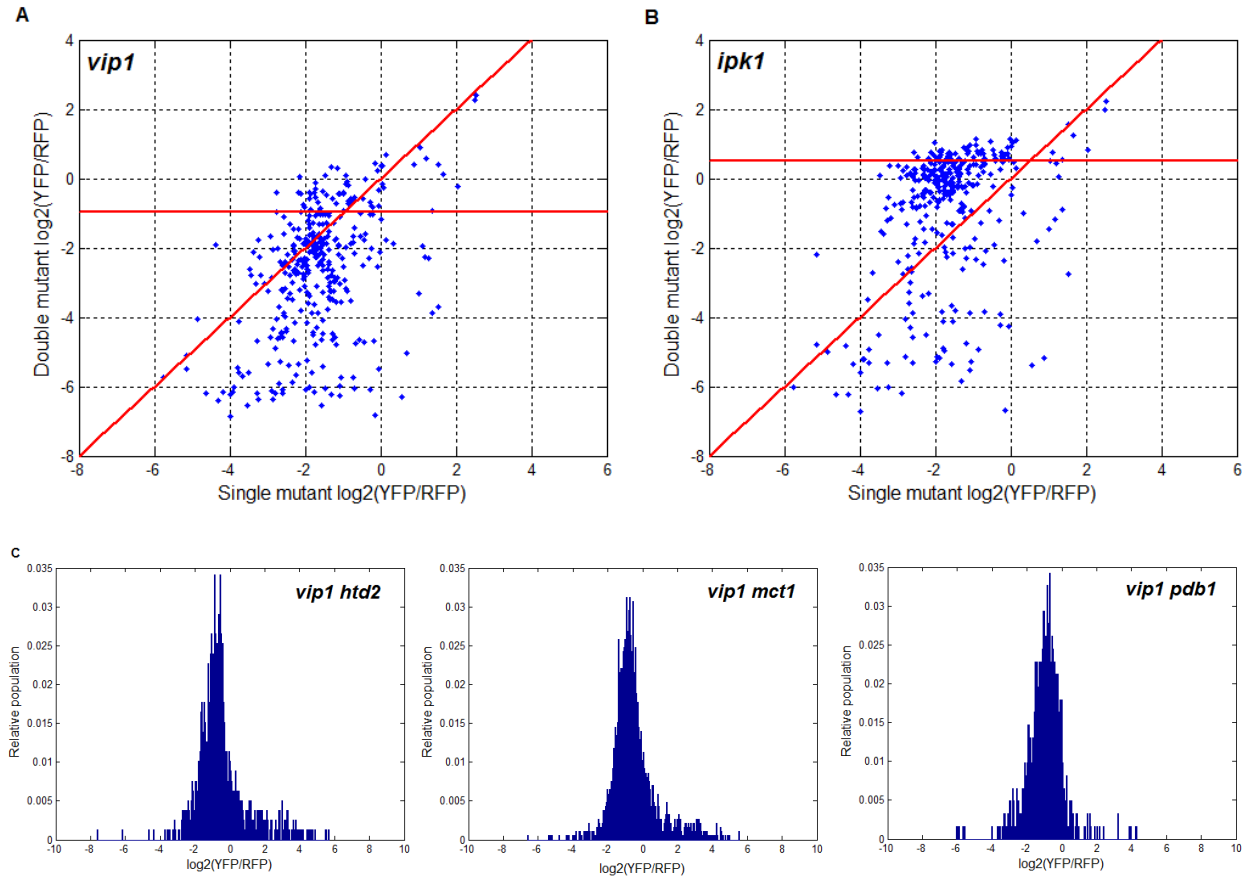 A
B
vip1
ipk1
4
2
0
-2
-4
-6
-8
Double mutant log2(YFP/RFP)
-8 -6 -4 -2 0 2 4 6
Single mutant log2(YFP/RFP)
4
2
0
-2
-4
-6
-8
Double mutant log2(YFP/RFP)
-8 -6 -4 -2 0 2 4 6
Single mutant log2(YFP/RFP)
C
vip1 htd2
0.035
0.03
0.025
0.02
0.015
0.01
0.005
0
Relative population
-10 -8 -6 -4 -2 0 2 4 6 8 10
log2(YFP/RFP)
vip1 mct1
0.035
0.03
0.025
0.02
0.015
0.01
0.005
0
Relative population
-10 -8 -6 -4 -2 0 2 4 6 8 10
log2(YFP/RFP)
vip1 pdb1
0.035
0.03
0.025
0.02
0.015
0.01
0.005
0
Relative population
-10 -8 -6 -4 -2 0 2 4 6 8 10
log2(YFP/RFP)